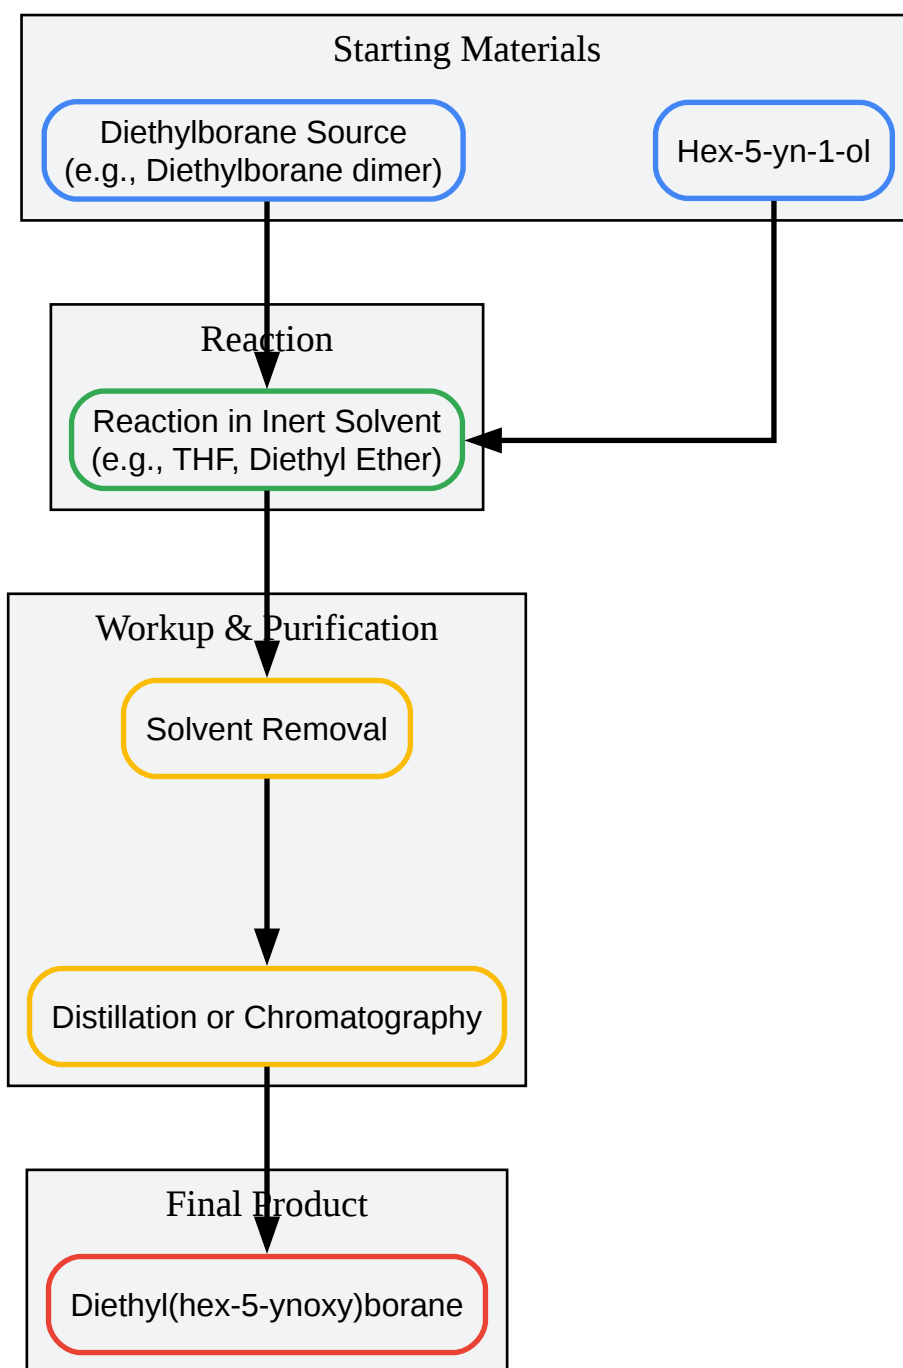 Starting Materials
Diethylborane Source
(e.g., Diethylborane dimer)
Hex-5-yn-1-ol
Reaction
Reaction in Inert Solvent
(e.g., THF, Diethyl Ether)
Workup & Purification
Solvent Removal
Distillation or Chromatography
Final Product
Diethyl(hex-5-ynoxy)borane